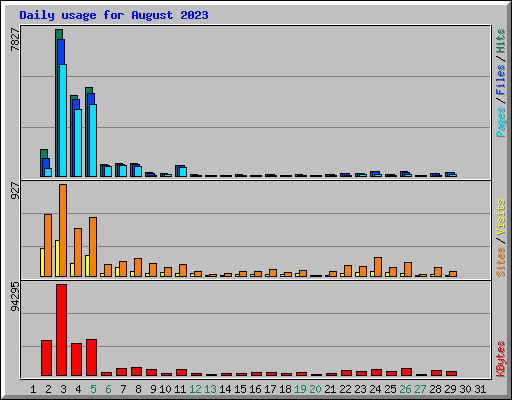 Daily usage for August 2023
7827
Pages / Files / Hits
927
Sites / Visits
94295
KBytes
1 2 3 4 5 6 7 8 9 10 11 12 13 14 15 16 17 18 19 20 21 22 23 24 25 26 27 28 29 30 31